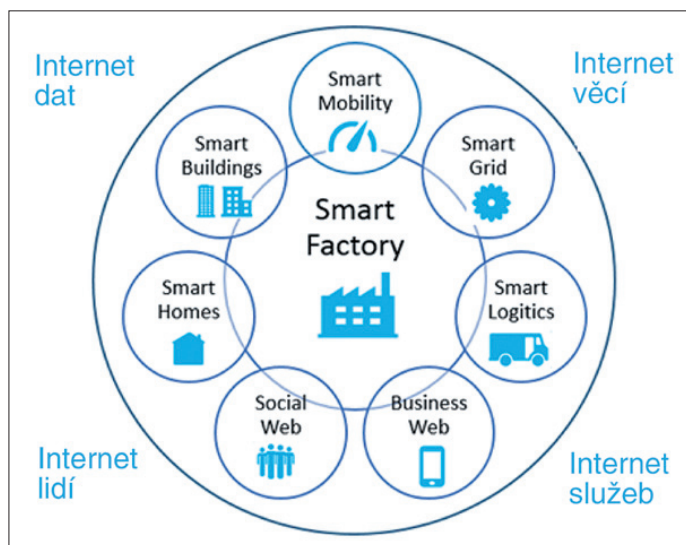 Internet
dat
Internet
věcí
Smart
Mobility
Smart
Buildings
Smart
Grid
Smart
Factory
Smart
Homes
Smart
Logitics
Social
Web
Business
Web
Internet
lidí
Internet
služeb